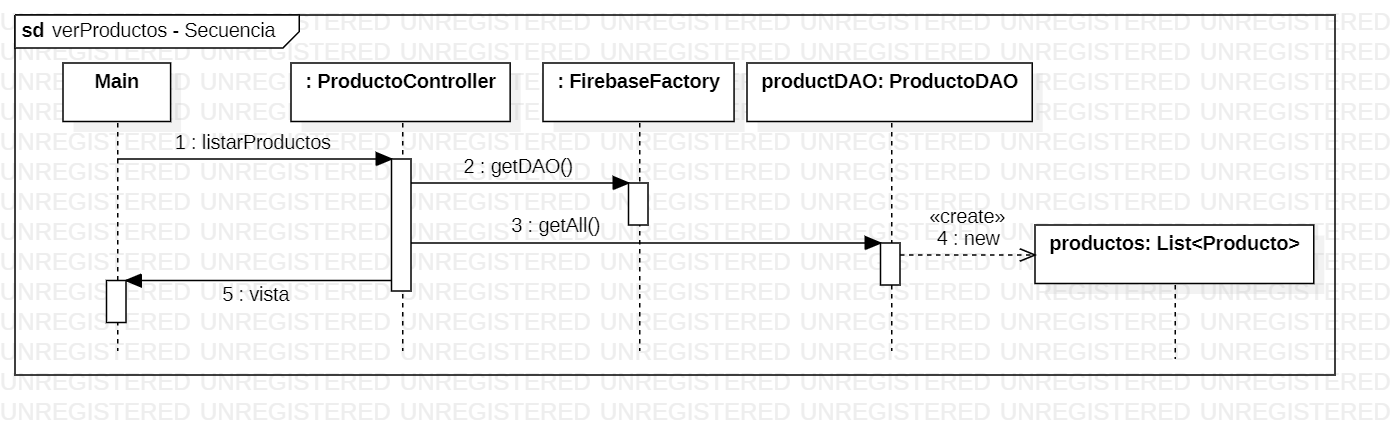 sd verProductos - Secuencia
Main
: ProductoController
: FirebaseFactory
productDAO: ProductoDAO
1 : listarProductos
2 : getDAO()
3 : getAll()
«create»
4 : new
productos: List<Producto>
5 : vista
UNREGISTERED UNREGISTERED UNREGISTERED UNREGISTERED UNREGISTERED UNREGISTERED UNREGISTERED